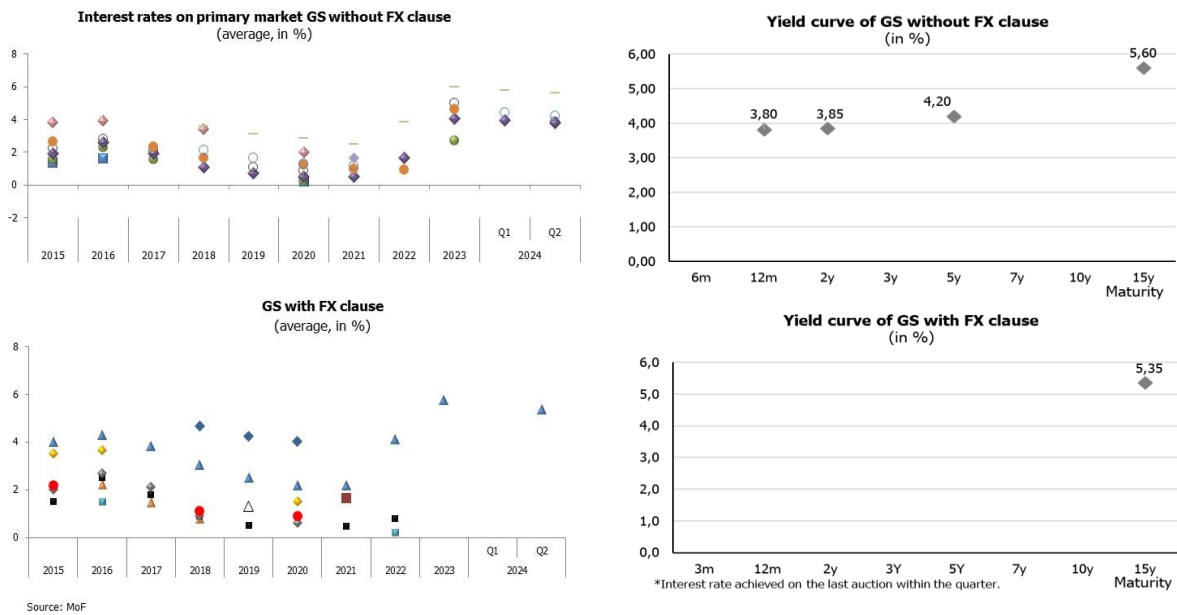 Interest rates on primary market GS without FX clause
(average, in %)
8
6
4
2
0
-2
Q1 Q2
2015 2016 2017 2018 2019 2020 2021 2022 2023 2024
Yield curve of GS without FX clause
(in %)
6,00
5,00
4,00
3,00
2,00
1,00
0,00
5,60
4,20
3,80 3,85
6m 12m 2y 3y 5y 7y 10y 15y
Maturity
GS with FX clause
(average, in %)
8
6
4
2
0
Q1 Q2
2015 2016 2017 2018 2019 2020 2021 2022 2023 2024
Yield curve of GS with FX clause
(in %)
6,0
5,0
4,0
3,0
2,0
1,0
0,0
5,35
3m 12m 2y 3Y 5Y 7y 10y 15y
Maturity
*Interest rate achieved on the last auction within the quarter.
Source: MoF